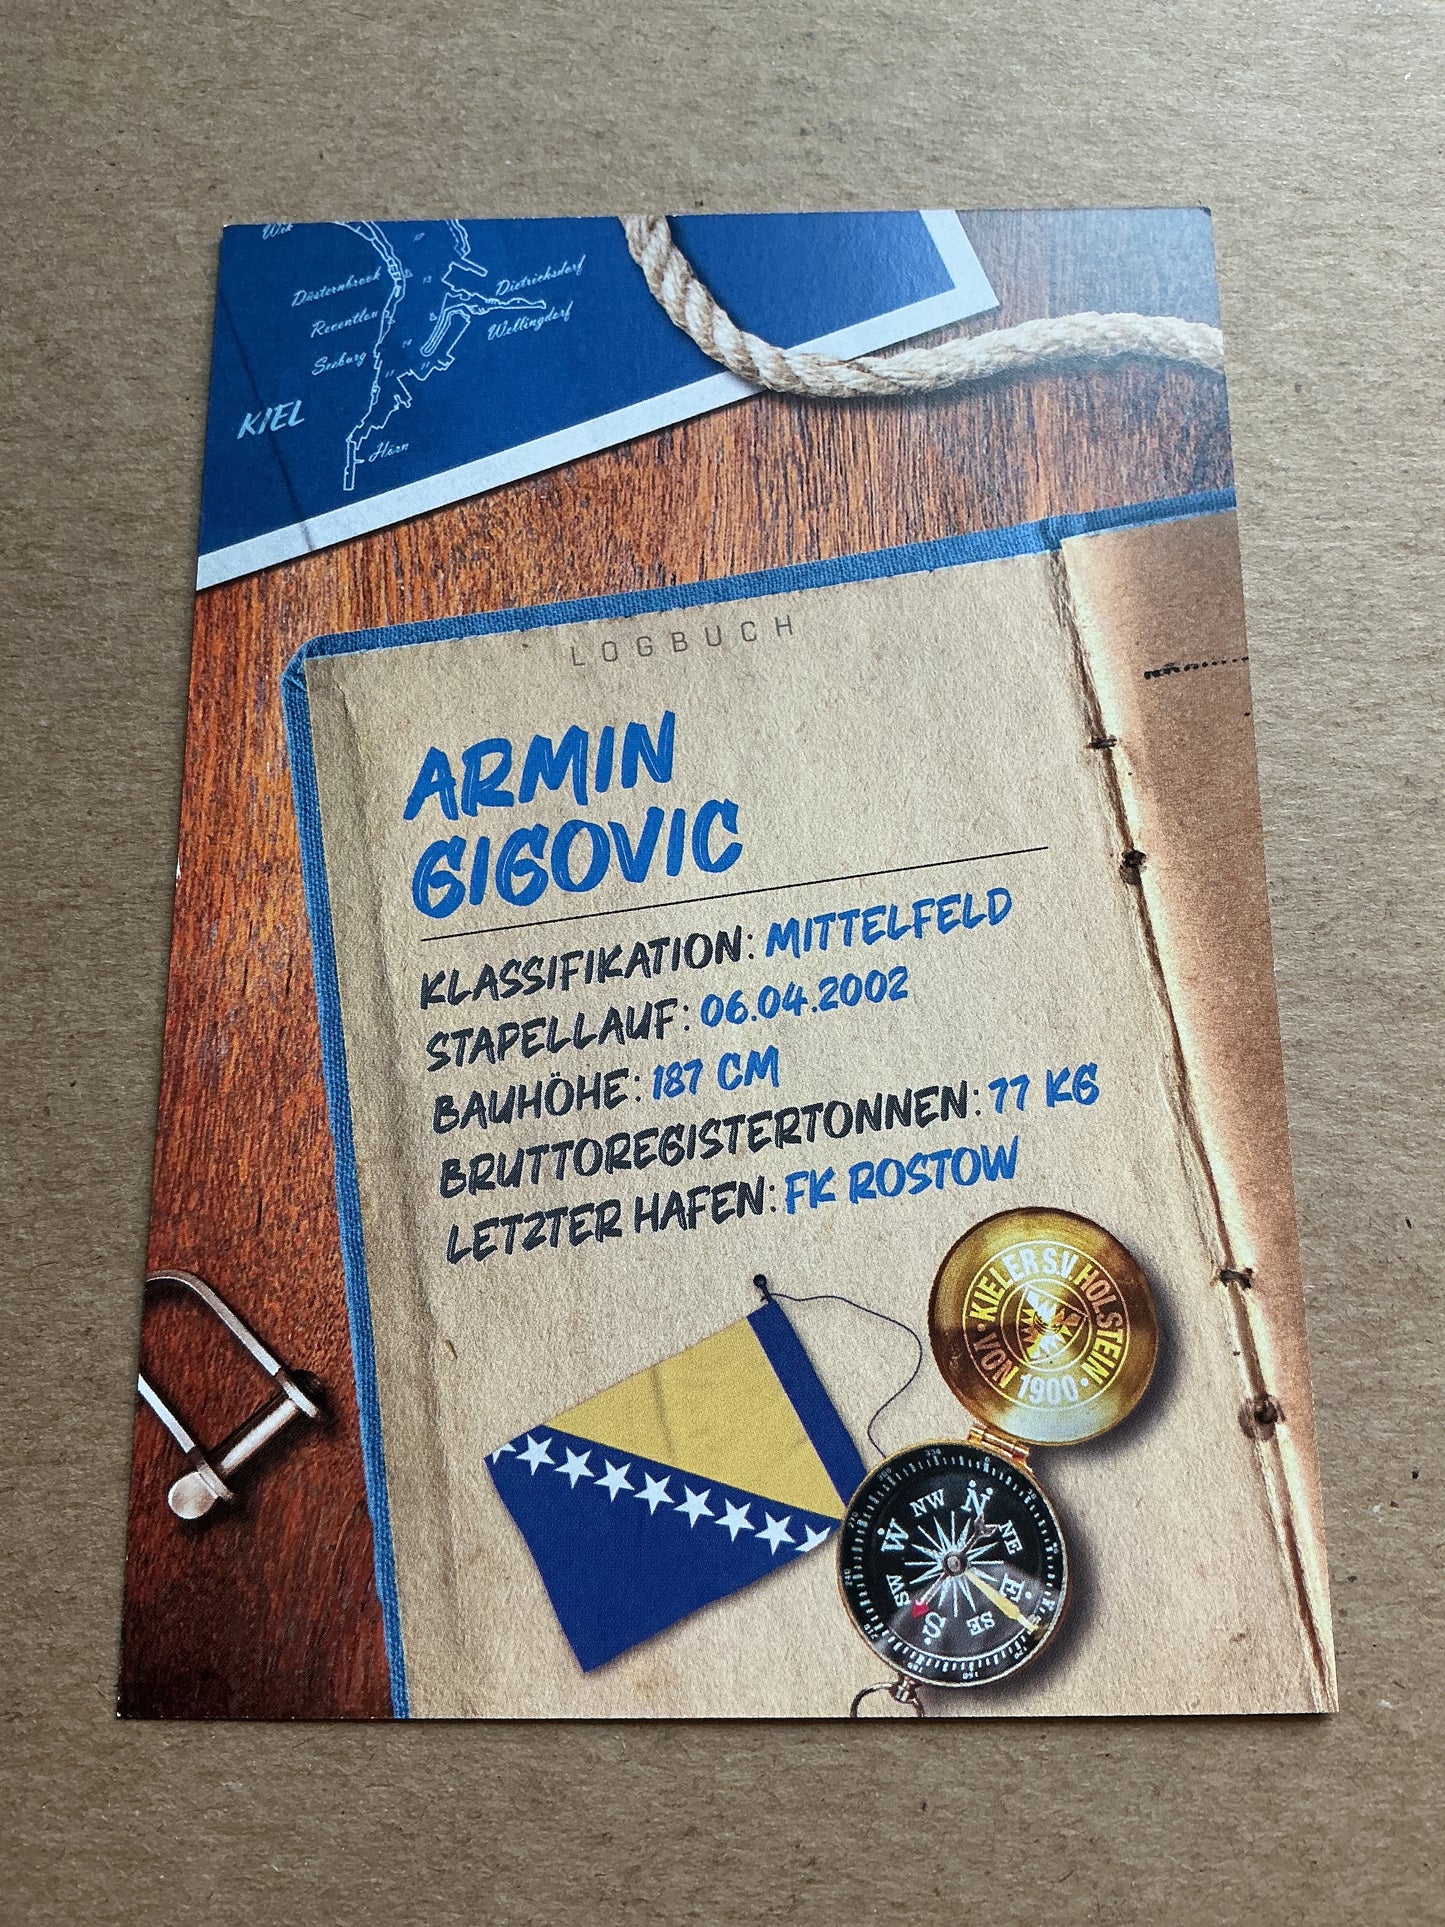 Wik
Düsternbrook
Reventlou
Seeburg
KIEL
Hörn
Dietrichsdorf
Wellingdorf
LOGBUCH
ARMIN
GIGOVIC
KLASSIFIKATION: MITTELFELD
STAPELLAUF: 06.04.2002
BAUHÖHE: 187 CM
BRUTTOREGISTERTONNEN: 77 KG
LETZTER HAFEN: FK ROSTOW
KIELER S.V HOLSTEIN
VON 1900
N
NE
E
SE
S
SW
W
NW